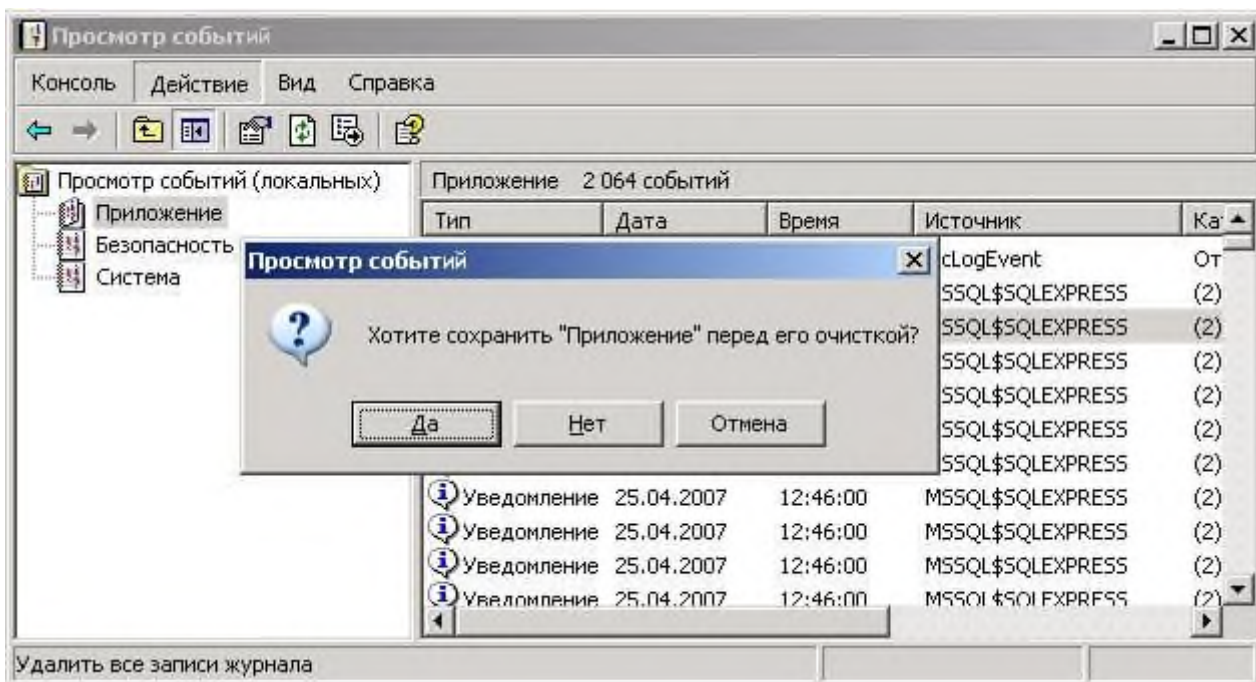 Просмотр событий
Консоль Действие Вид Справка
Просмотр событий (локальных)
Приложение
Безопасность
Система
Приложение 2 064 событий
Тип Дата Время Источник Ка
cLogEvent От
SSQL$SQLEXPRESS (2)
SSQL$SQLEXPRESS (2)
SSQL$SQLEXPRESS (2)
SSQL$SQLEXPRESS (2)
SSQL$SQLEXPRESS (2)
SSQL$SQLEXPRESS (2)
Просмотр событий
Хотите сохранить "Приложение" перед его очисткой?
Да Нет Отмена
Уведомление 25.04.2007 12:46:00 MSSQL$SQLEXPRESS (2)
Уведомление 25.04.2007 12:46:00 MSSQL$SQLEXPRESS (2)
Уведомление 25.04.2007 12:46:00 MSSQL$SQLEXPRESS (2)
Уведомление 25.04.2007 12:46:00 MSSQL$SQLEXPRESS (2)
Удалить все записи журнала